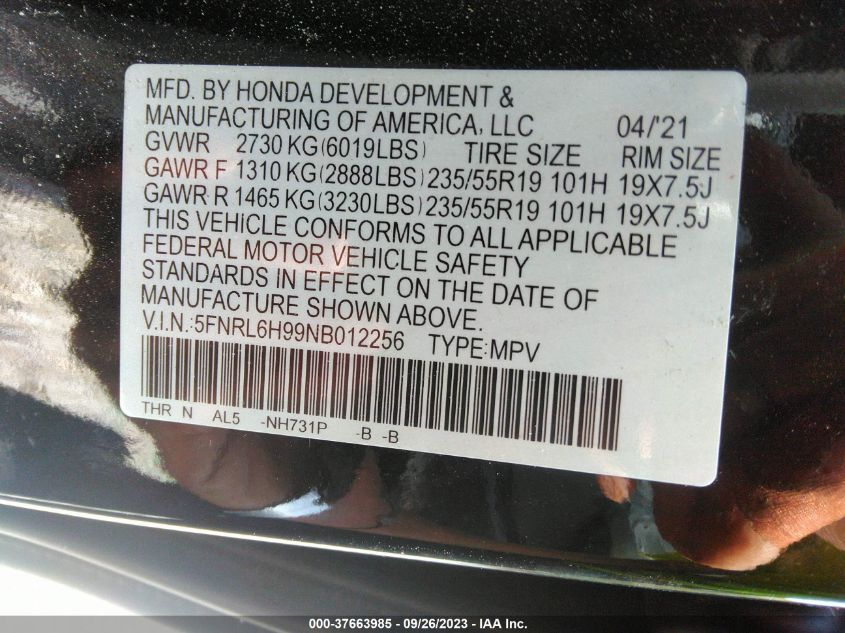 MFD. BY HONDA DEVELOPMENT &
MANUFACTURING OF AMERICA, LLC 04/'21
GVWR 2730 KG(6019LBS) TIRE SIZE RIM SIZE
GAWR F 1310 KG(2888LBS) 235/55R19 101H 19X7.5J
GAWR R 1465 KG(3230LBS) 235/55R19 101H 19X7.5J
THIS VEHICLE CONFORMS TO ALL APPLICABLE
FEDERAL MOTOR VEHICLE SAFETY
STANDARDS IN EFFECT ON THE DATE OF
MANUFACTURE SHOWN ABOVE.
V.I.N.:5FNRL6H99NB012256 TYPE:MPV
THR N AL5 -NH731P -B -B
000-37663985 - 09/26/2023 - © IAA Inc.